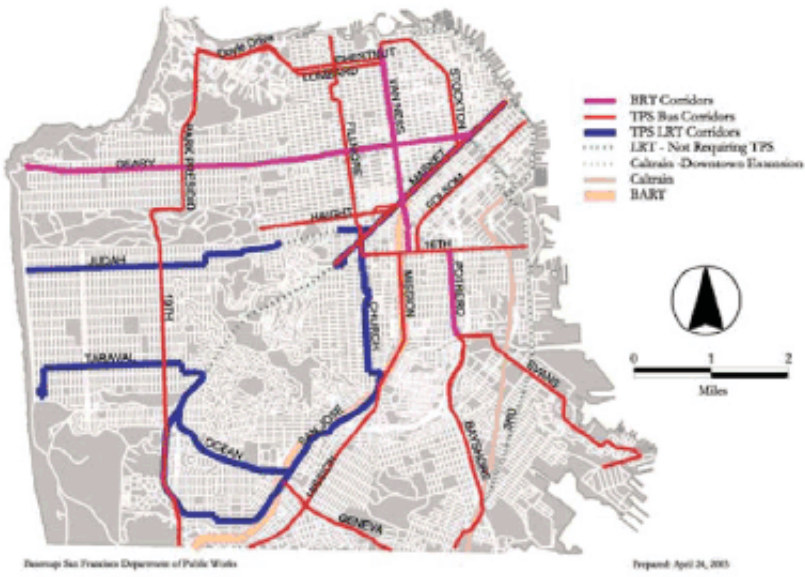 Doyle Drive
CHESTNUT
LOMBARD
VAN NESS
STOCKTON
BRT Corridors
TPS Bus Corridors
TPS LRT Corridors
LRT - Not Requiring TPS
Caltrain -Downtown Extension
Caltrain
BART
PARK PRESIDIO
FILLMORE
GEARY
MARKET
FOLSOM
HAIGHT
16TH
JUDAH
MISSION
POTRERO
19TH
CHURCH
TARAVAL
EVANS
0 1 2
Miles
SAN JOSE
3RD
OCEAN
BAYSHORE
MISSION
GENEVA
Basemap: San Francisco Department of Public Works
Prepared: April 24, 2003